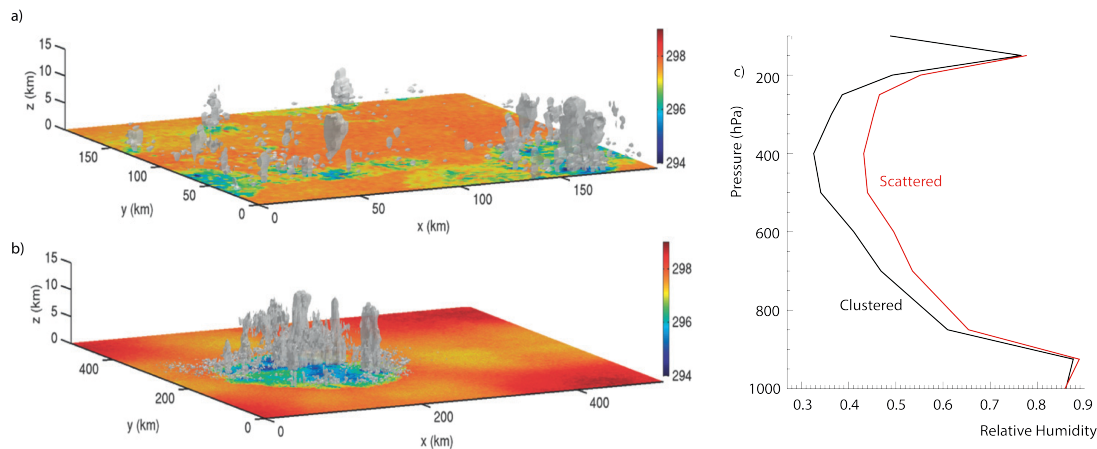 a)
15
10
5
0
z (km)
150
100
50
0
y (km)
0
50
100
150
x (km)
298
296
294
b)
15
10
5
0
z (km)
400
200
0
y (km)
0
200
400
x (km)
298
296
294
c)
200
400
600
800
1000
Pressure (hPa)
Scattered
Clustered
0.3 0.4 0.5 0.6 0.7 0.8 0.9
Relative Humidity